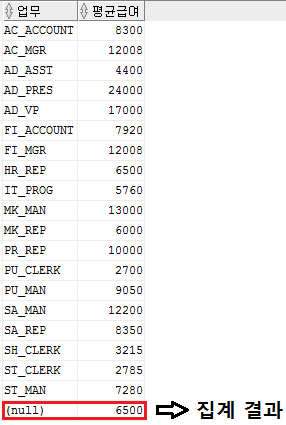 업무 평균급여
AC_ACCOUNT 8300
AC_MGR 12008
AD_ASST 4400
AD_PRES 24000
AD_VP 17000
FI_ACCOUNT 7920
FI_MGR 12008
HR_REP 6500
IT_PROG 5760
MK_MAN 13000
MK_REP 6000
PR_REP 10000
PU_CLERK 2700
PU_MAN 9050
SA_MAN 12200
SA_REP 8350
SH_CLERK 3215
ST_CLERK 2785
ST_MAN 7280
(null) 6500 집계 결과